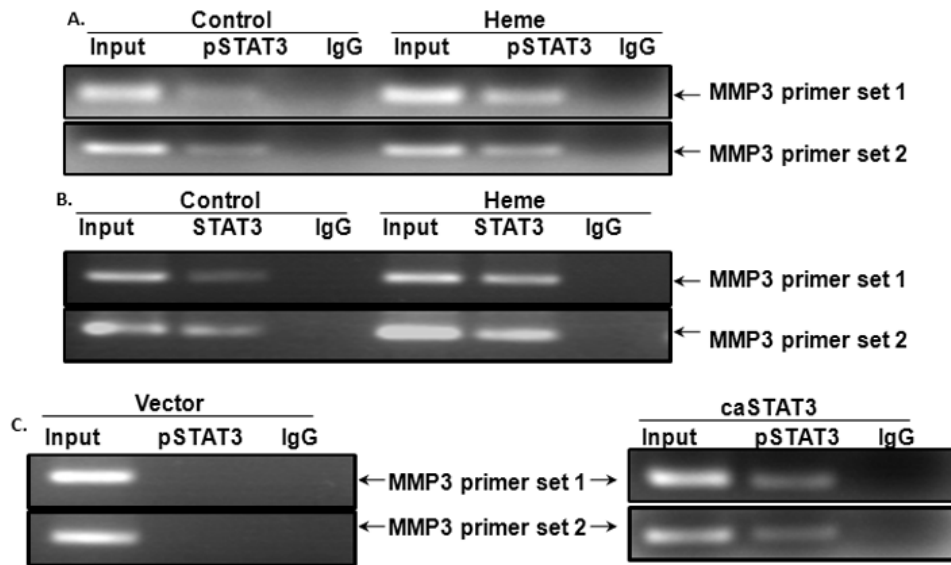 A.
Control Heme
Input pSTAT3 IgG Input pSTAT3 IgG
← MMP3 primer set 1
← MMP3 primer set 2
B.
Control Heme
Input STAT3 IgG Input STAT3 IgG
← MMP3 primer set 1
← MMP3 primer set 2
C.
Vector caSTAT3
Input pSTAT3 IgG Input pSTAT3 IgG
← MMP3 primer set 1 →
← MMP3 primer set 2 →